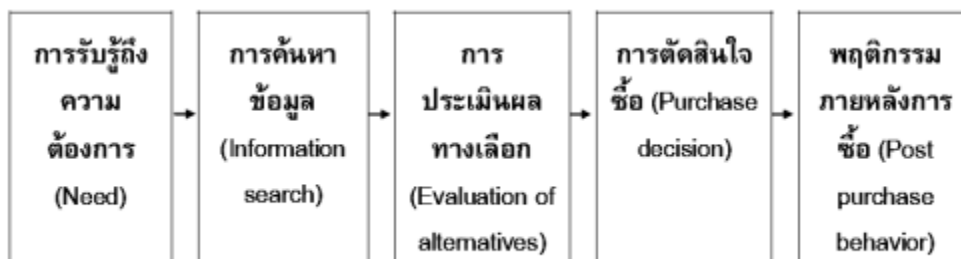 การรับรู้ถึง
ความ
ต้องการ
(Need)
การค้นหา
ข้อมูล
(Information
search)
การ
ประเมินผล
ทางเลือก
(Evaluation of
alternatives)
การตัดสินใจ
ซื้อ (Purchase
decision)
พฤติกรรม
ภายหลังการ
ซื้อ (Post
purchase
behavior)